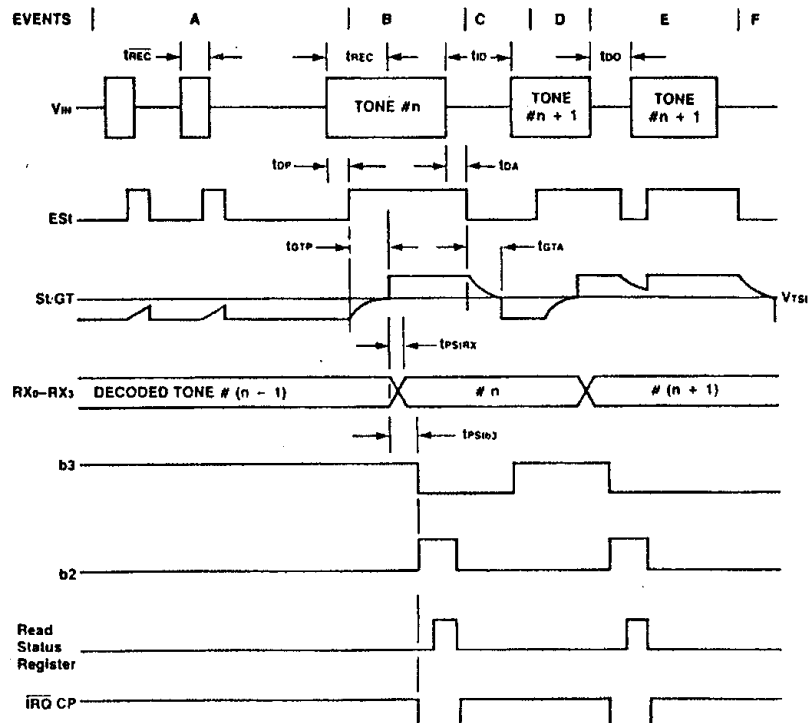 EVENTS A B C D E F
tREC tREC tID tDO
VIN TONE #n TONE #n + 1 TONE #n + 1
tDP tDA
ESt
tGTP tGTA
St/GT VTSt
tPStRX
RX0–RX3 DECODED TONE # (n – 1) # n # (n + 1)
tPStb3
b3
b2
Read
Status
Register
IRQ CP